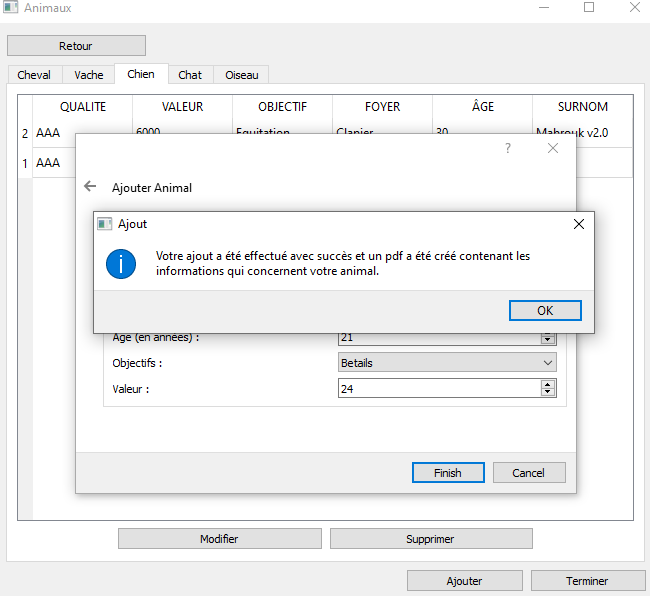 Animaux
Retour
Cheval Vache Chien Chat Oiseau
QUALITE VALEUR OBJECTIF FOYER ÂGE SURNOM
2 AAA 6000 Equitation Clapier 30 Mabrouk v2.0
1 AAA
?
Ajouter Animal
Ajout
Votre ajout a été effectué avec succès et un pdf a été créé contenant les
informations qui concernent votre animal.
OK
Age (en années) : 21
Objectifs : Betails
Valeur : 24
Finish Cancel
Modifier Supprimer
Ajouter Terminer